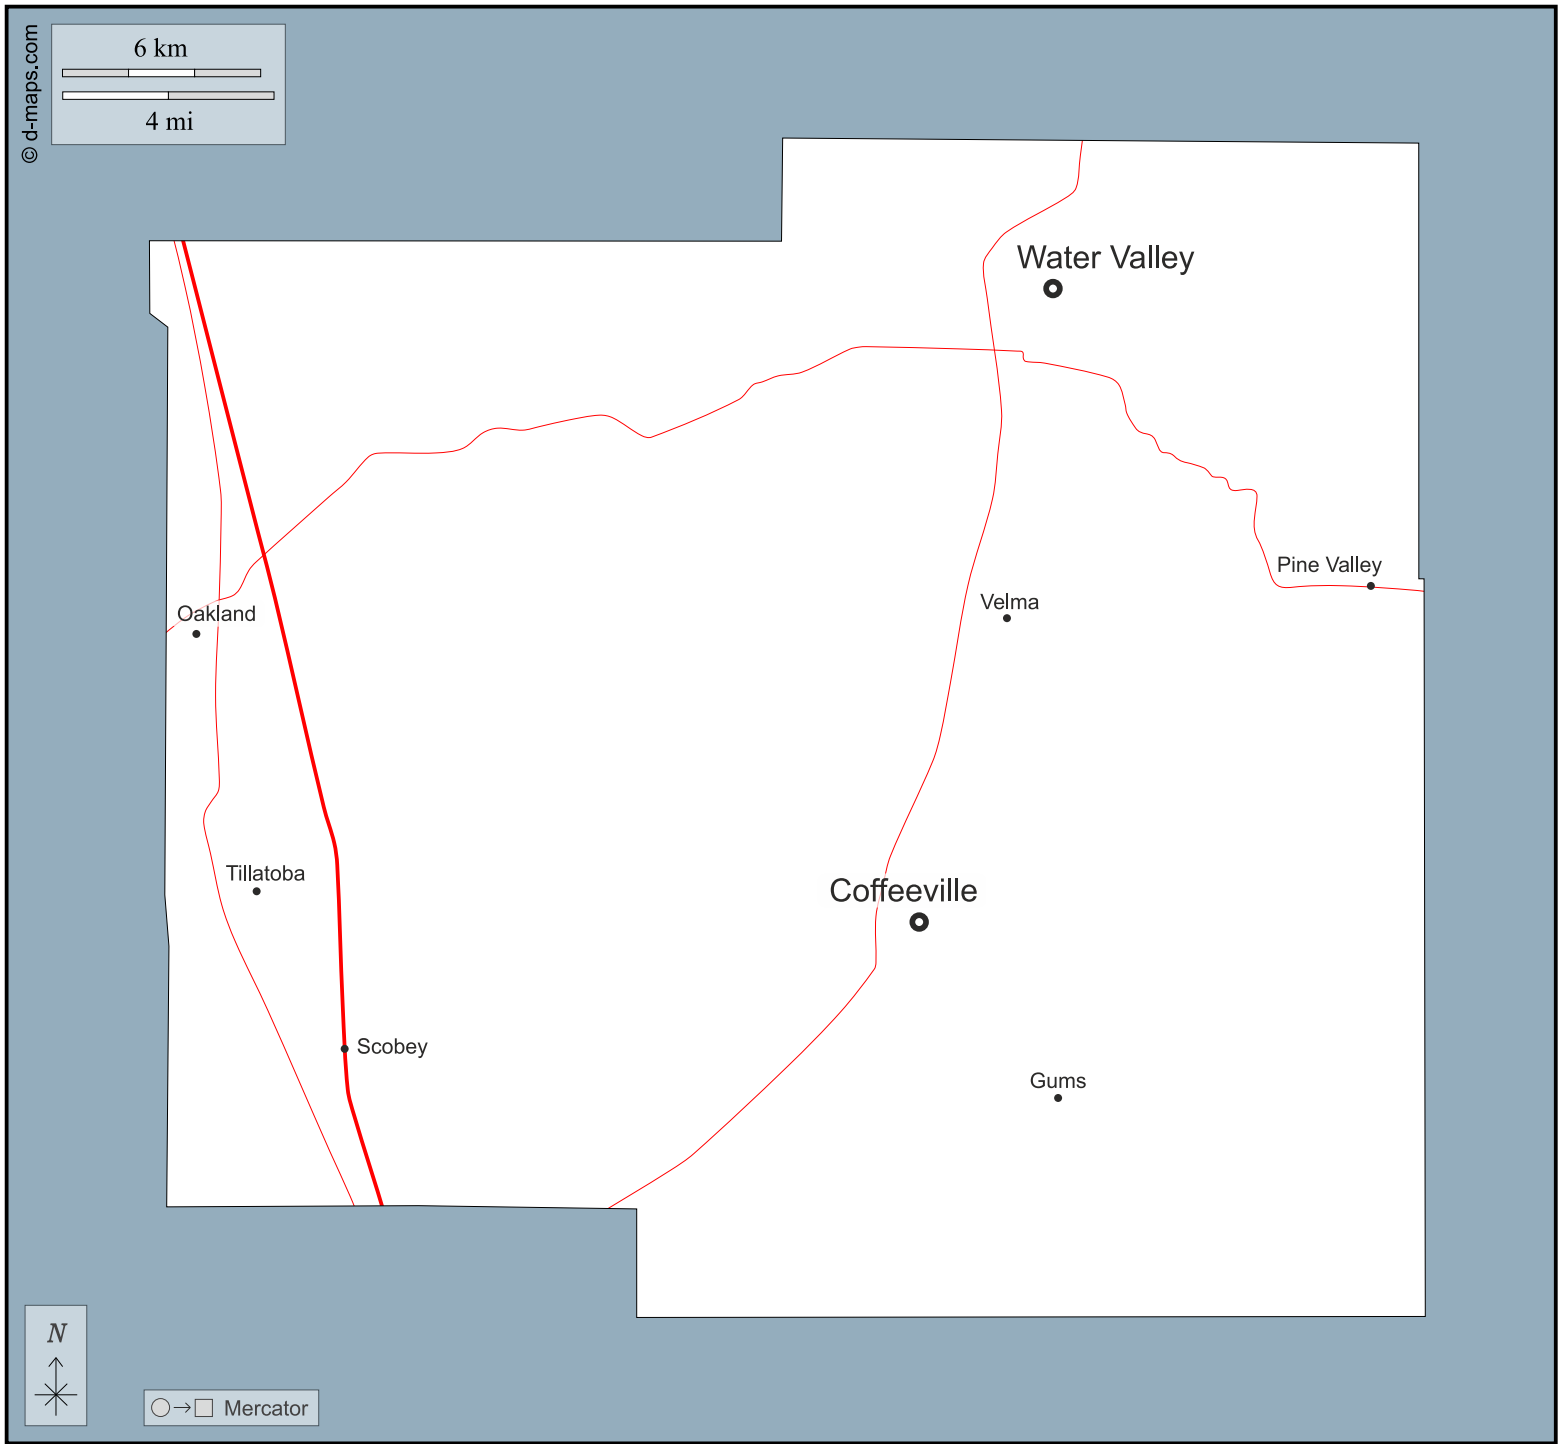 © d-maps.com
6 km
4 mi
Water Valley
Pine Valley
Velma
Oakland
Tillatoba
Coffeeville
Scobey
Gums
N
Mercator